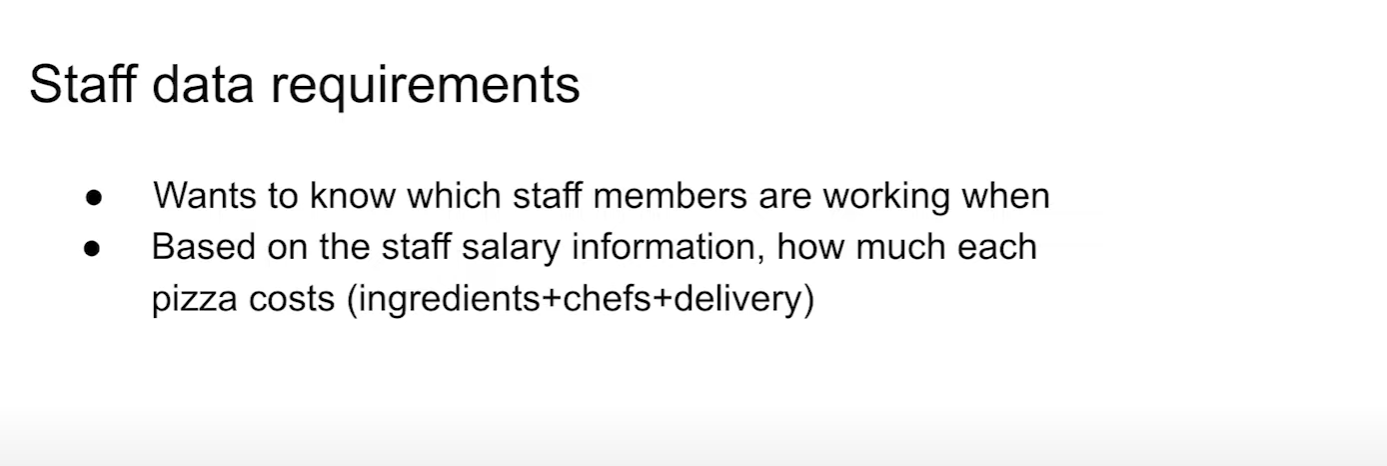 Staff data requirements
● Wants to know which staff members are working when
● Based on the staff salary information, how much each
pizza costs (ingredients+chefs+delivery)